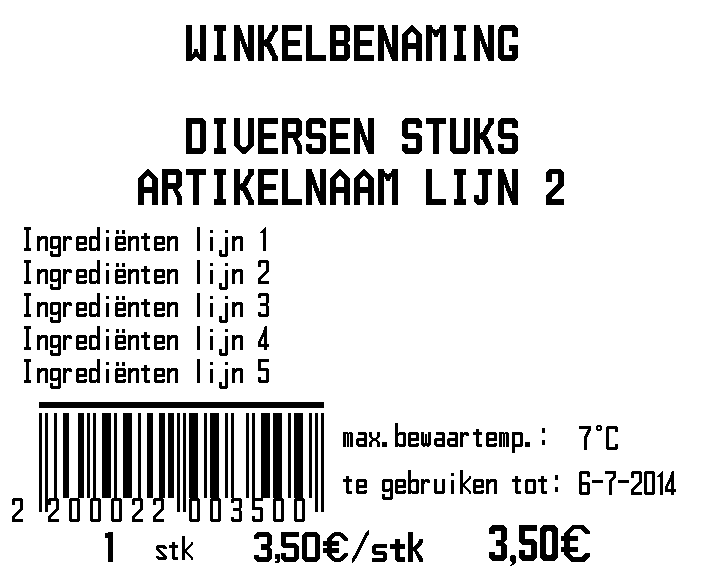 WINKELBENAMING
DIVERSEN STUKS
ARTIKELNAAM LIJN 2
Ingrediënten lijn 1
Ingrediënten lijn 2
Ingrediënten lijn 3
Ingrediënten lijn 4
Ingrediënten lijn 5
max.bewaartemp.: 7°C
te gebruiken tot: 6-7-2014
2 200022 003500
1 stk 3,50€/stk 3,50€